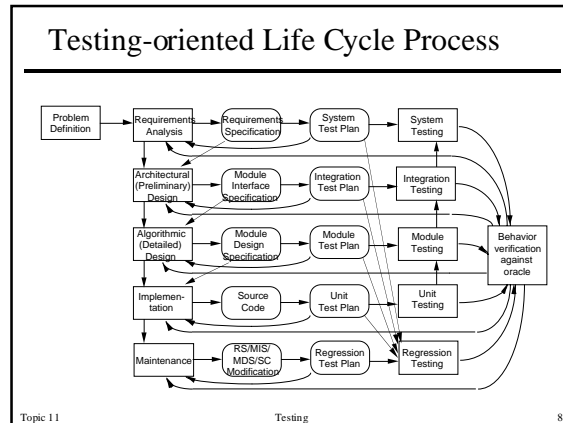 Testing-oriented Life Cycle Process
Problem
Definition
Requirements
Analysis
Requirements
Specification
System
Test Plan
System
Testing
Architectural
(Preliminary)
Design
Module
Interface
Specification
Integration
Test Plan
Integration
Testing
Algorithmic
(Detailed)
Design
Module
Design
Specification
Module
Test Plan
Module
Testing
Behavior
verification
against
oracle
Implemen-
tation
Source
Code
Unit
Test Plan
Unit
Testing
Maintenance
RS/MIS/
MDS/SC
Modification
Regression
Test Plan
Regression
Testing
Topic 11
Testing
8